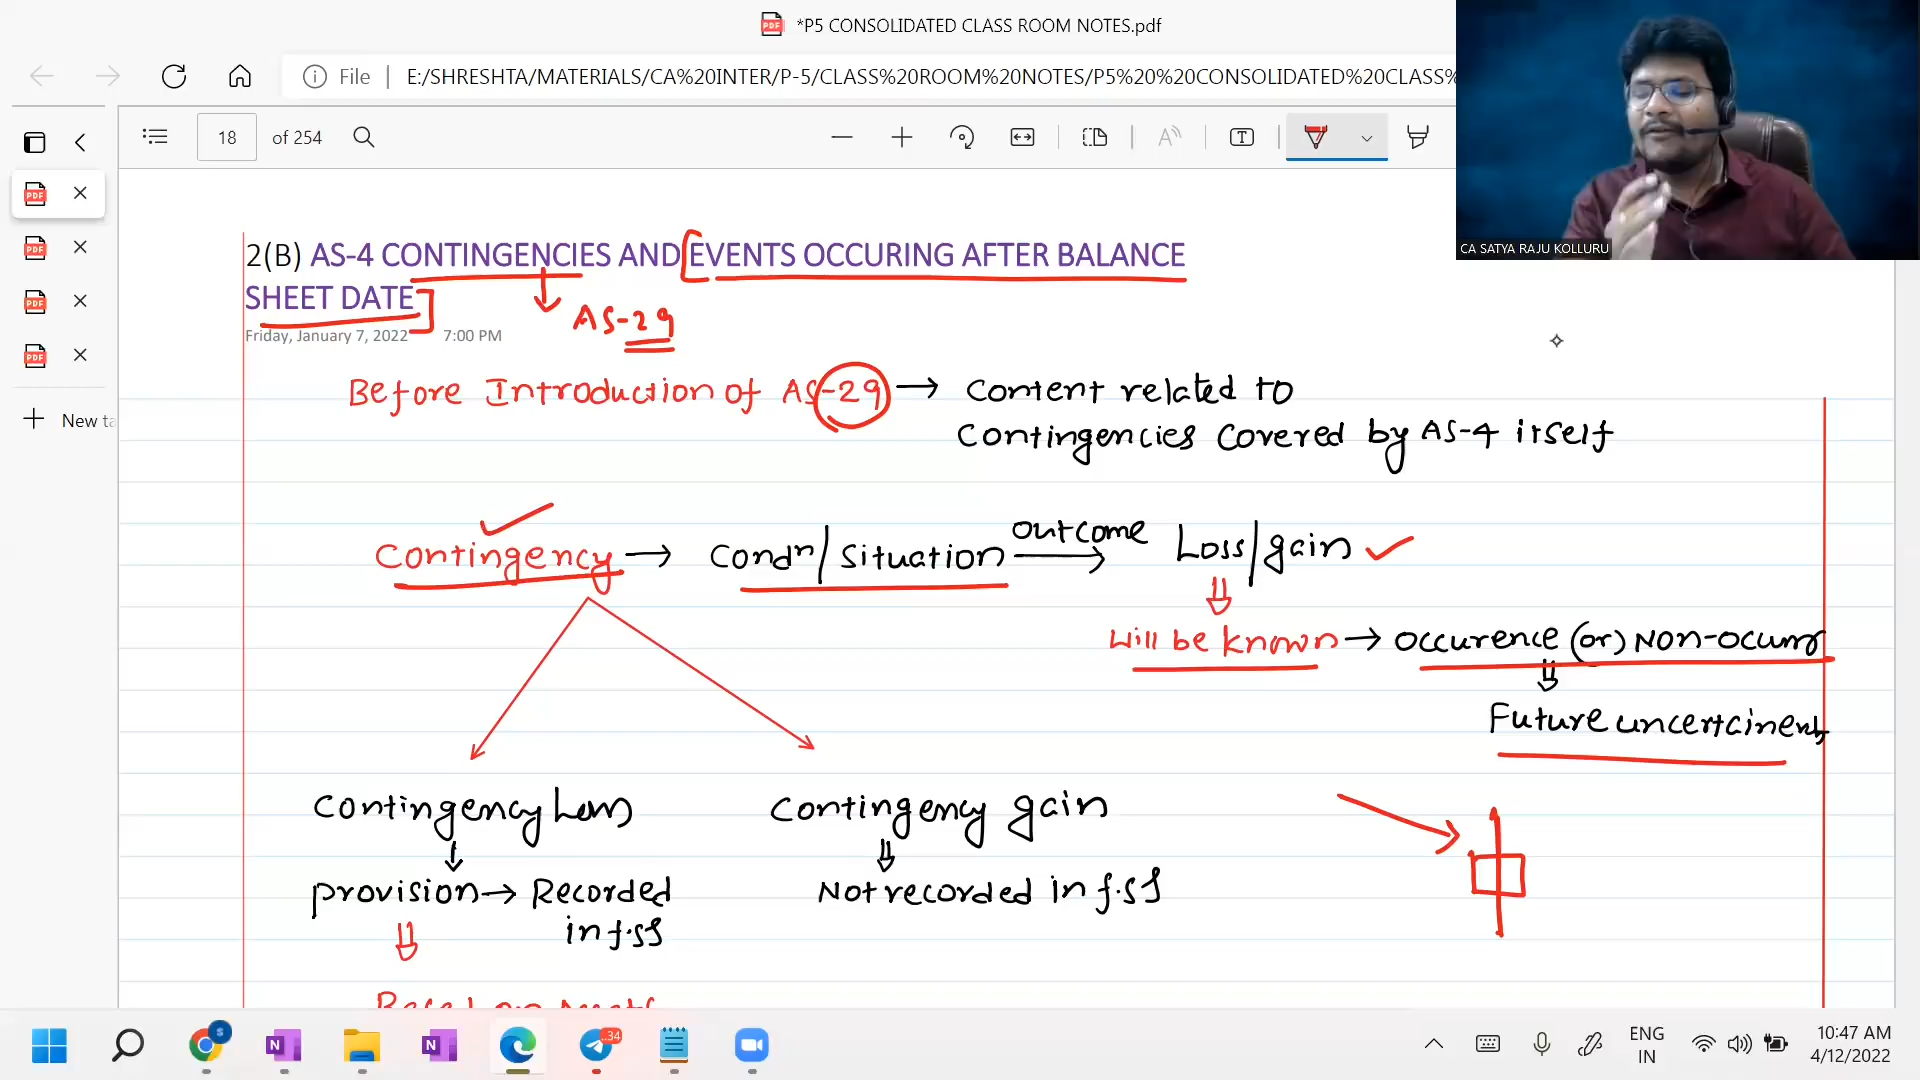 *P5 CONSOLIDATED CLASS ROOM NOTES.pdf
File
E:/SHRESHTA/MATERIALS/CA%20INTER/P-5/CLASS%20ROOM%20NOTES/P5%20%20CONSOLIDATED%20CLASS%
18 of 254
New ta
CA SATYA RAJU KOLLURU
2(B) AS-4 CONTINGENCIES AND EVENTS OCCURING AFTER BALANCE
SHEET DATE
AS-29
Friday, January 7, 2022 7:00 PM
Before Introduction of AS-29 → Content related to
Contingencies Covered by AS-4 itself
Contingency → Condn/Situation outcome → Loss/gain
Will be known → Occurence (or) Non-
Future
Contingency Loss Contingency gain
provision → Recorded Not recorded in f.ss
in f.ss
.34
ENG
IN
10:47 AM
4/12/2022